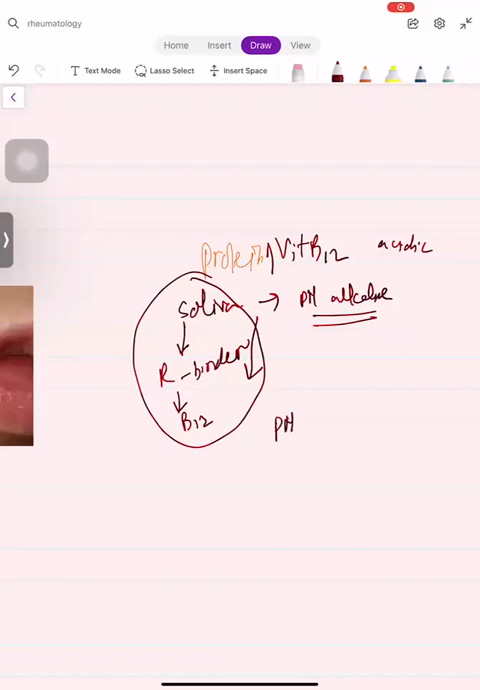 rheumatology
Home Insert Draw View
Text Mode Lasso Select Insert Space
Protein Vit B12 acidic
saliva → pH alkaline
R-binder
B12
pH